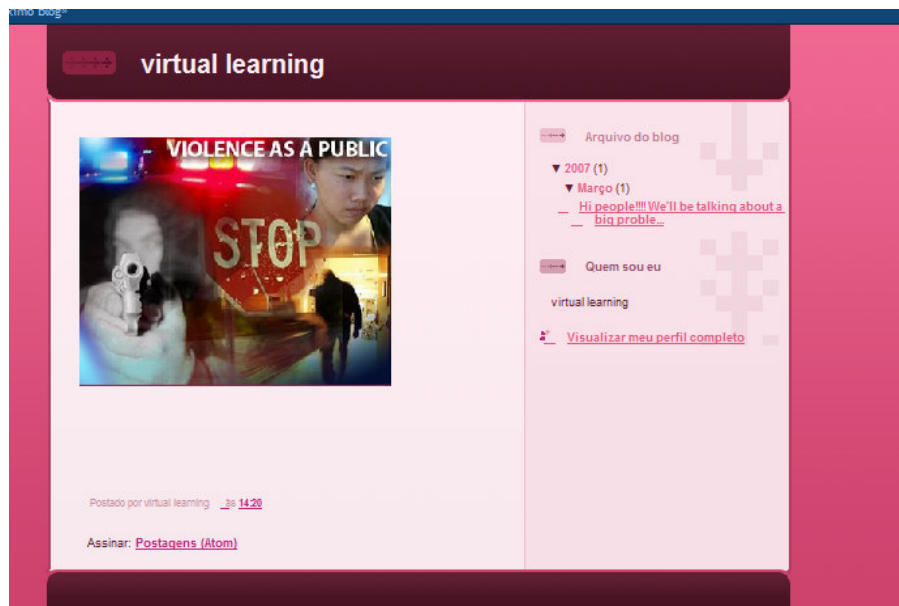 ximo blog»
virtual learning
VIOLENCE AS A PUBLIC
STOP
Postado por virtual learning às 14:20
Assinar: Postagens (Atom)
Arquivo do blog
▼ 2007 (1)
▼ Março (1)
Hi people!!!! We'll be talking about a
big proble...
Quem sou eu
virtual learning
Visualizar meu perfil completo